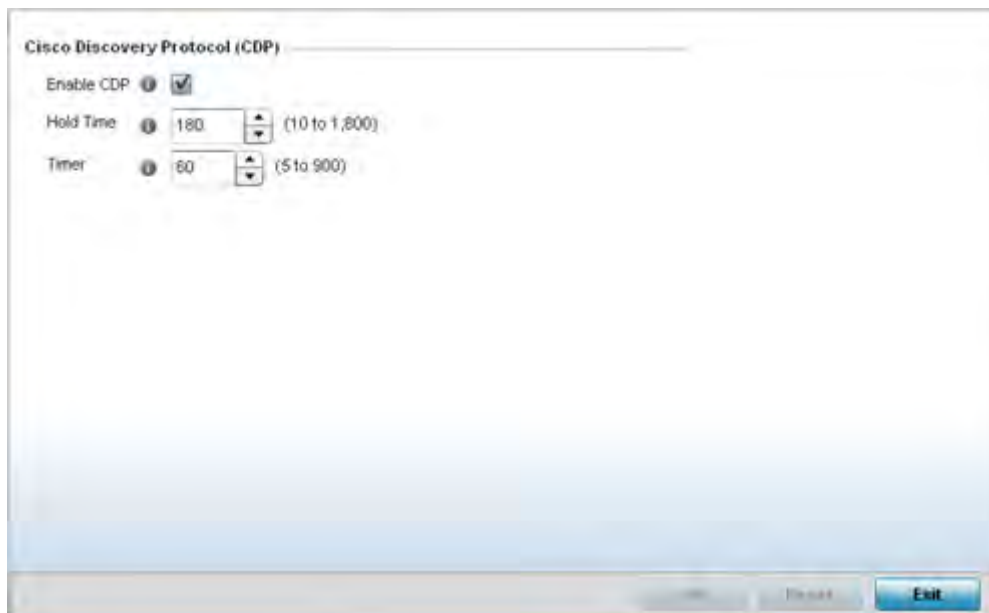 Cisco Discovery Protocol (CDP)
Enable CDP
Hold Time 180 (10 to 1,800)
Timer 60 (5 to 900)
Exit